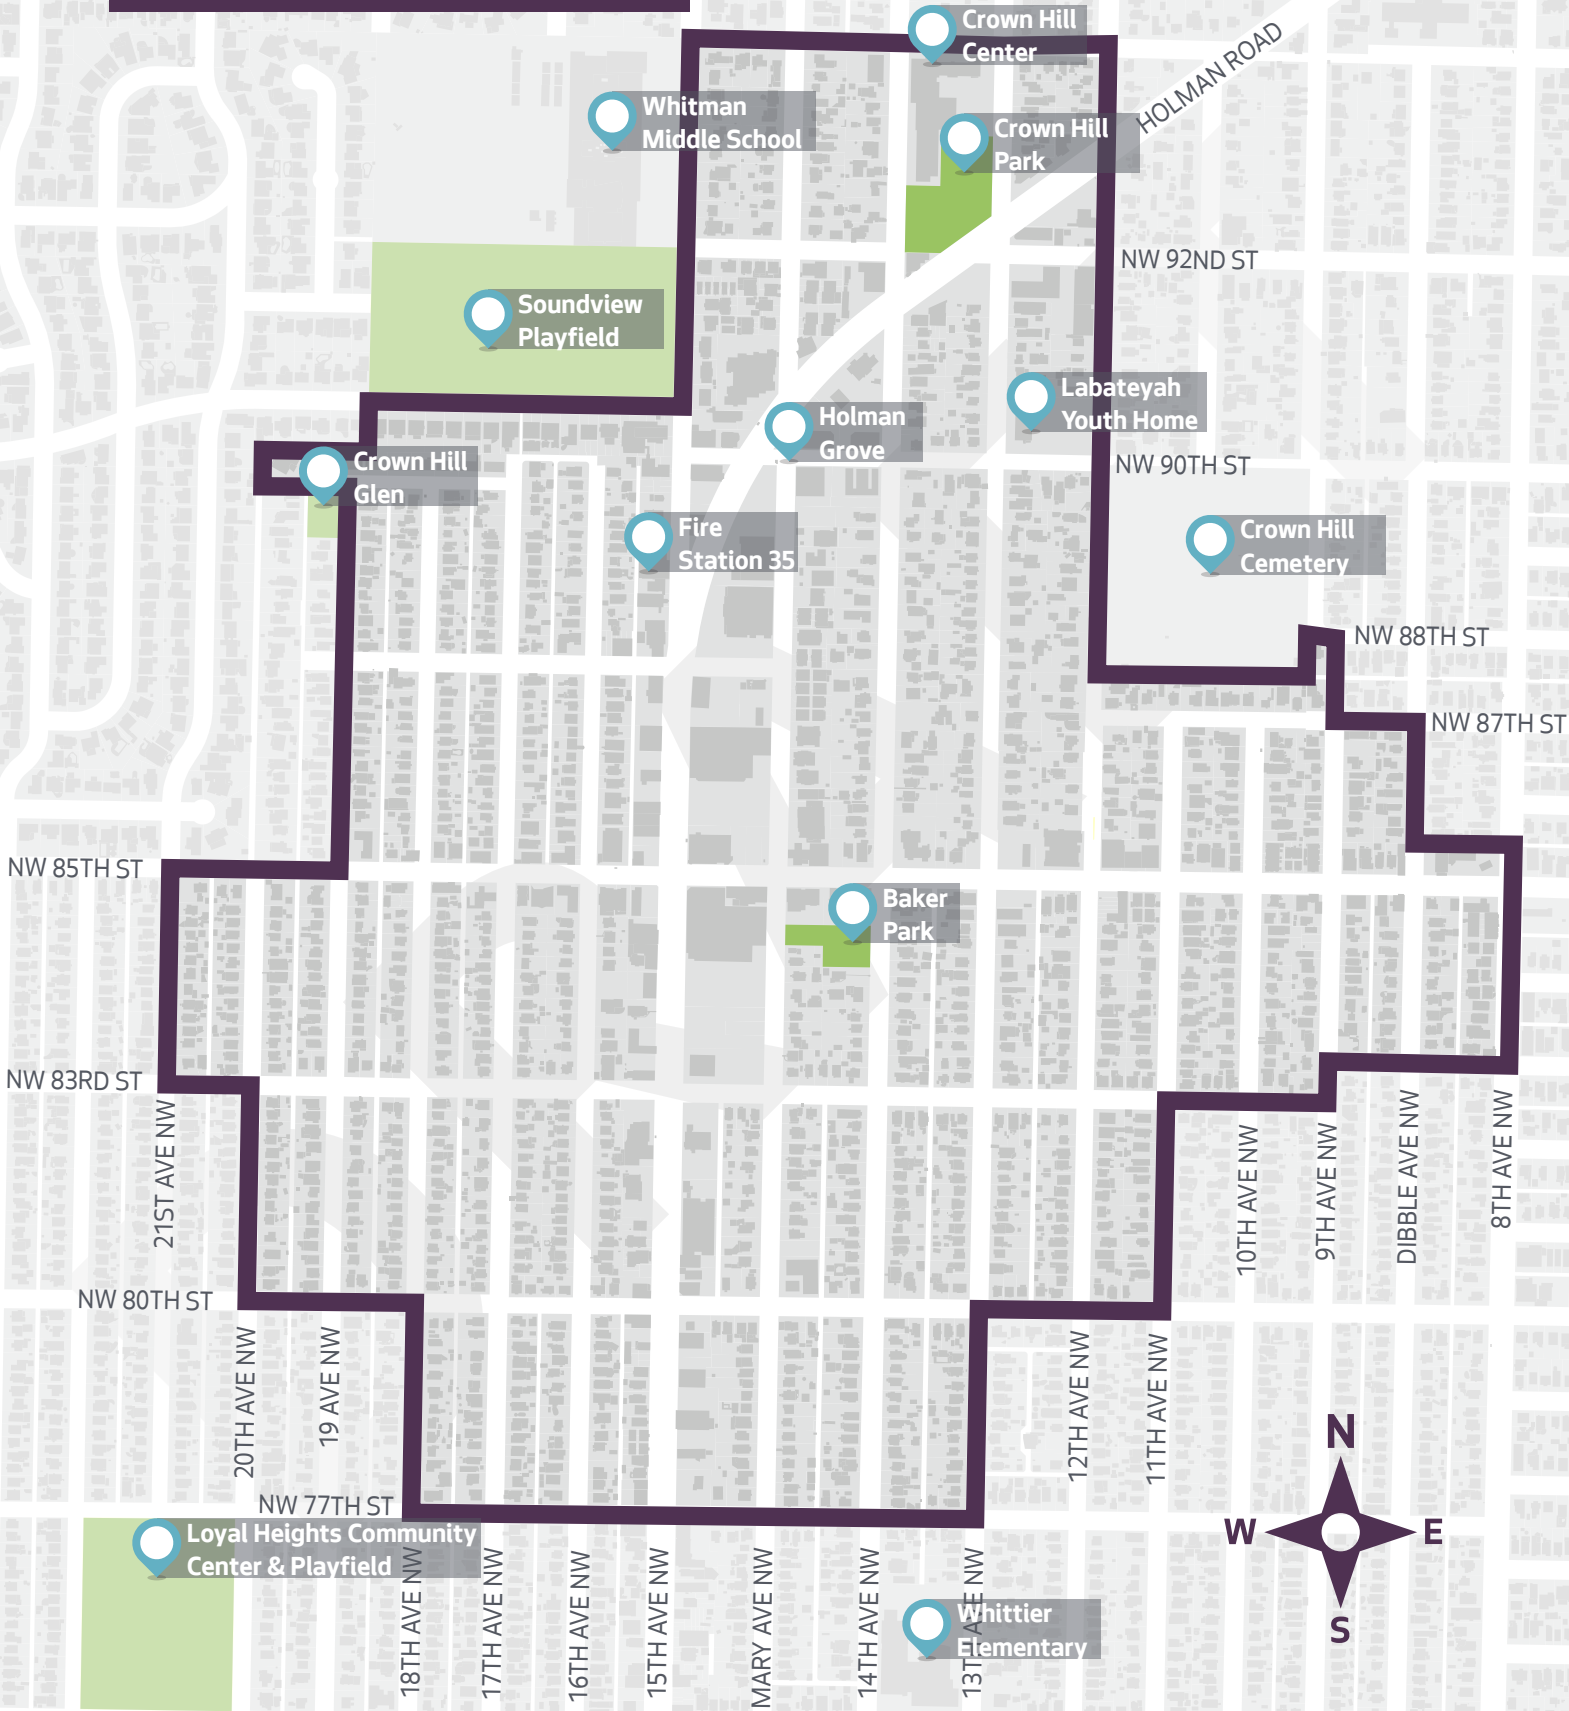 Crown Hill
Center
HOLMAN ROAD
Whitman
Middle School
Crown Hill
Park
NW 92ND ST
Soundview
Playfield
Labateyah
Youth Home
Holman
Grove
NW 90TH ST
Crown Hill
Glen
Fire
Station 35
Crown Hill
Cemetery
NW 88TH ST
NW 87TH ST
NW 85TH ST
Baker
Park
NW 83RD ST
21ST AVE NW
10TH AVE NW
9TH AVE NW
DIBBLE AVE NW
8TH AVE NW
NW 80TH ST
20TH AVE NW
19 AVE NW
12TH AVE NW
11TH AVE NW
N
W
E
S
NW 77TH ST
Loyal Heights Community
Center & Playfield
18TH AVE NW
17TH AVE NW
16TH AVE NW
15TH AVE NW
MARY AVE NW
14TH AVE NW
13TH AVE NW
Whittier
Elementary